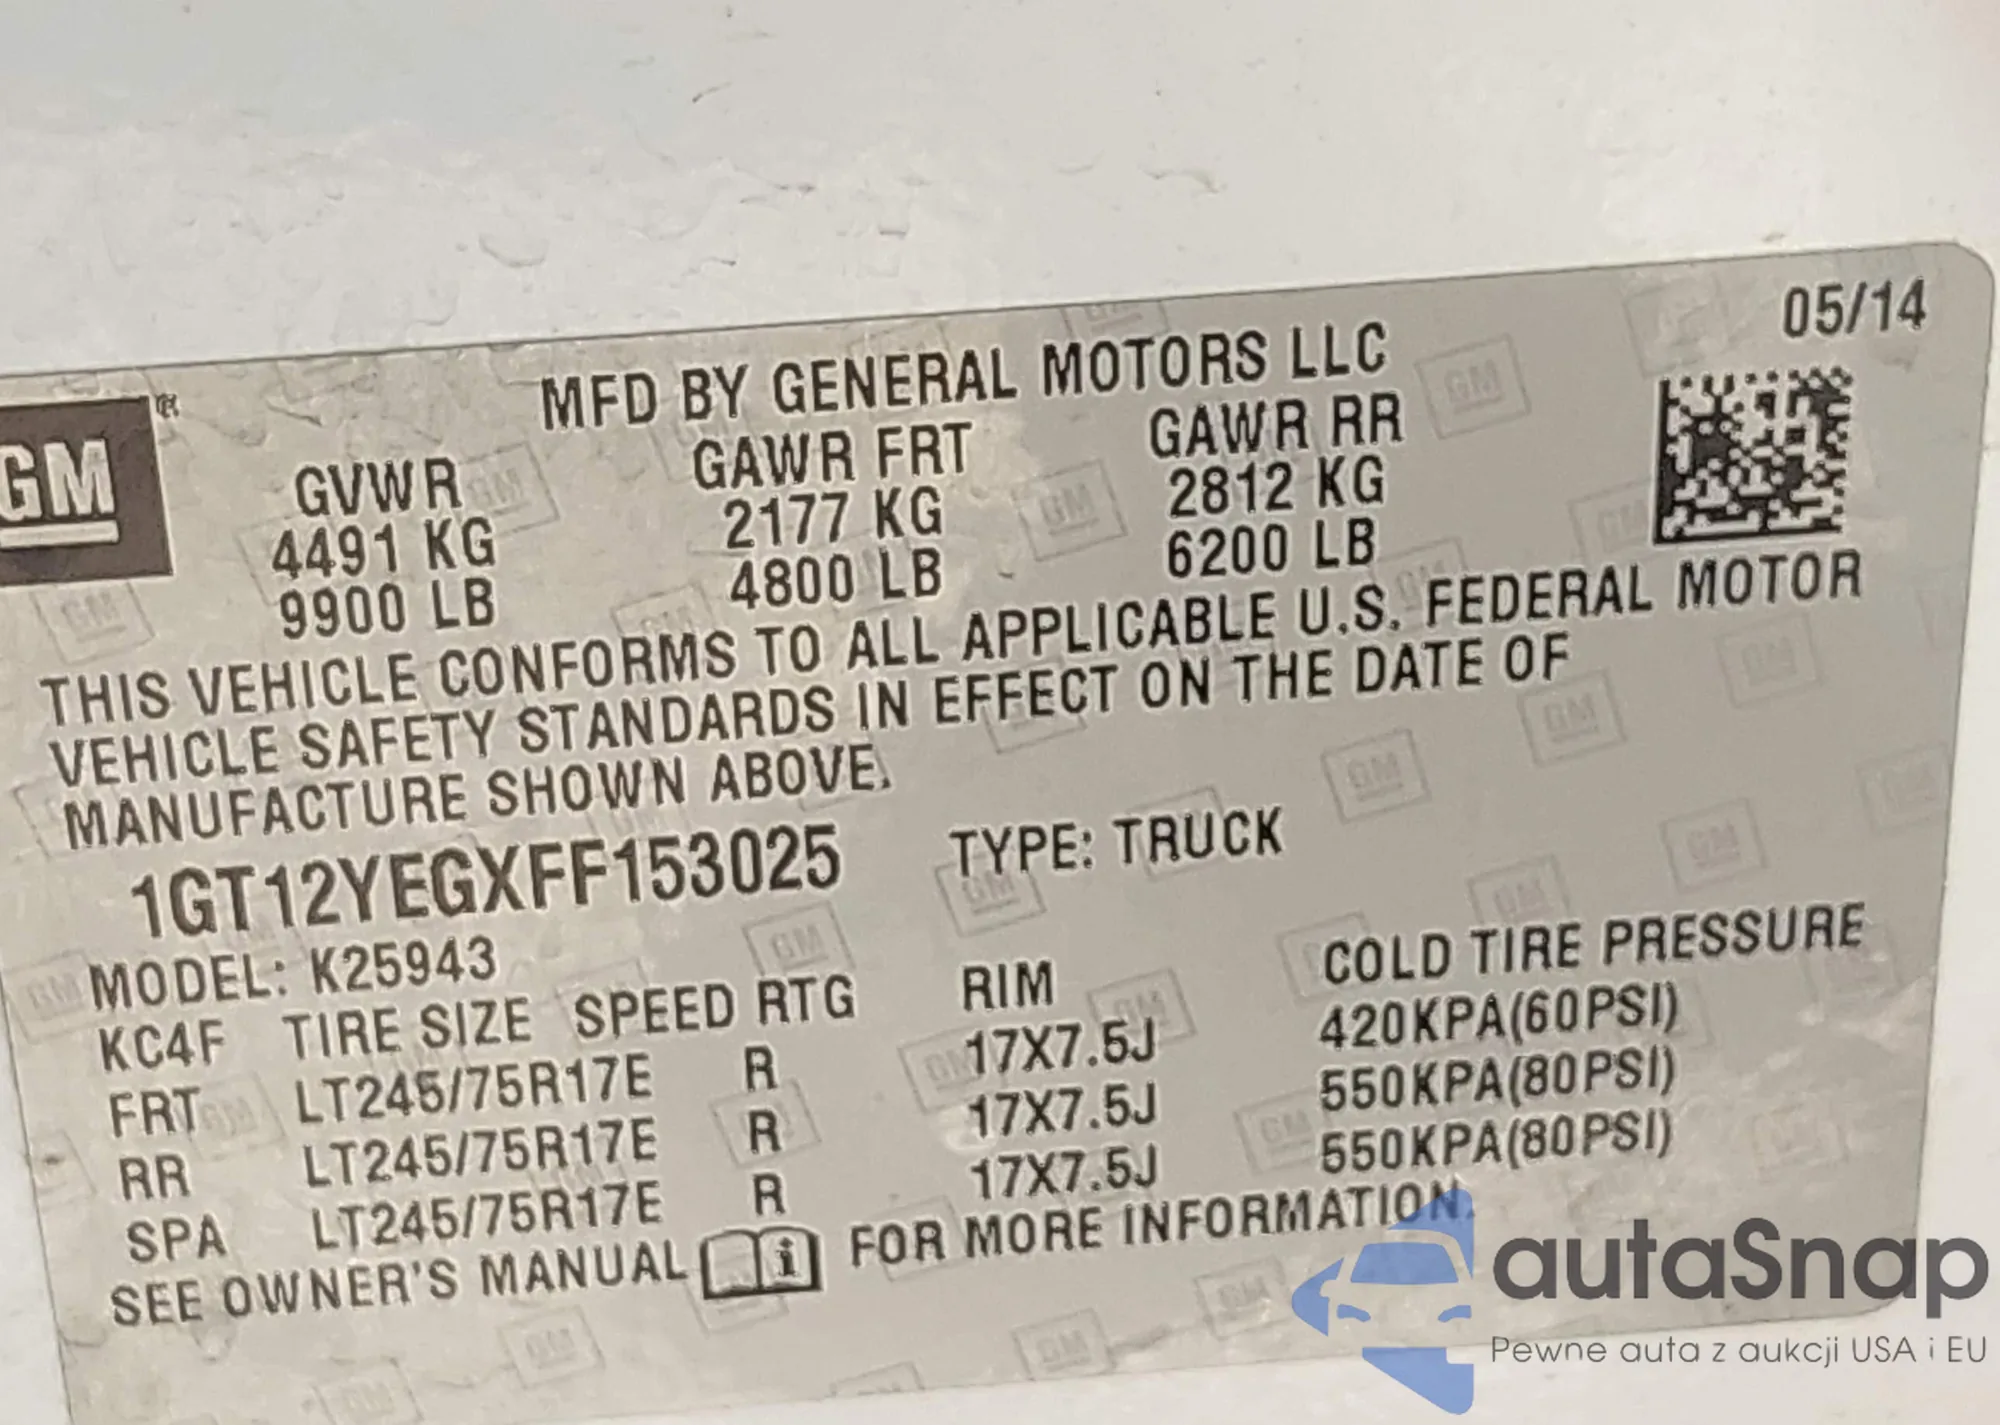 05/14
MFD BY GENERAL MOTORS LLC
GM
GVWR GAWR FRT GAWR RR
4491 KG 2177 KG 2812 KG
9900 LB 4800 LB 6200 LB
THIS VEHICLE CONFORMS TO ALL APPLICABLE U.S. FEDERAL MOTOR
VEHICLE SAFETY STANDARDS IN EFFECT ON THE DATE OF
MANUFACTURE SHOWN ABOVE.
1GT12YEGXFF153025 TYPE: TRUCK
MODEL: K25943
KC4F TIRE SIZE SPEED RTG RIM COLD TIRE PRESSURE
FRT LT245/75R17E R 17X7.5J 420KPA(60PSI)
RR LT245/75R17E R 17X7.5J 550KPA(80PSI)
SPA LT245/75R17E R 17X7.5J 550KPA(80PSI)
SEE OWNER'S MANUAL i FOR MORE INFORMATION.
autaSnap
Pewne auta z aukcji USA i EU